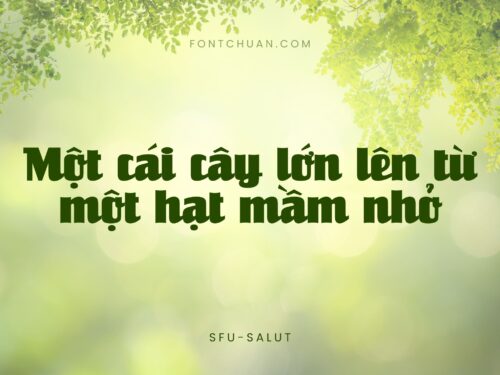 FONTCHUAN.COM
Một cái cây lớn lên từ
một hạt mầm nhỏ
SFU-SALUT